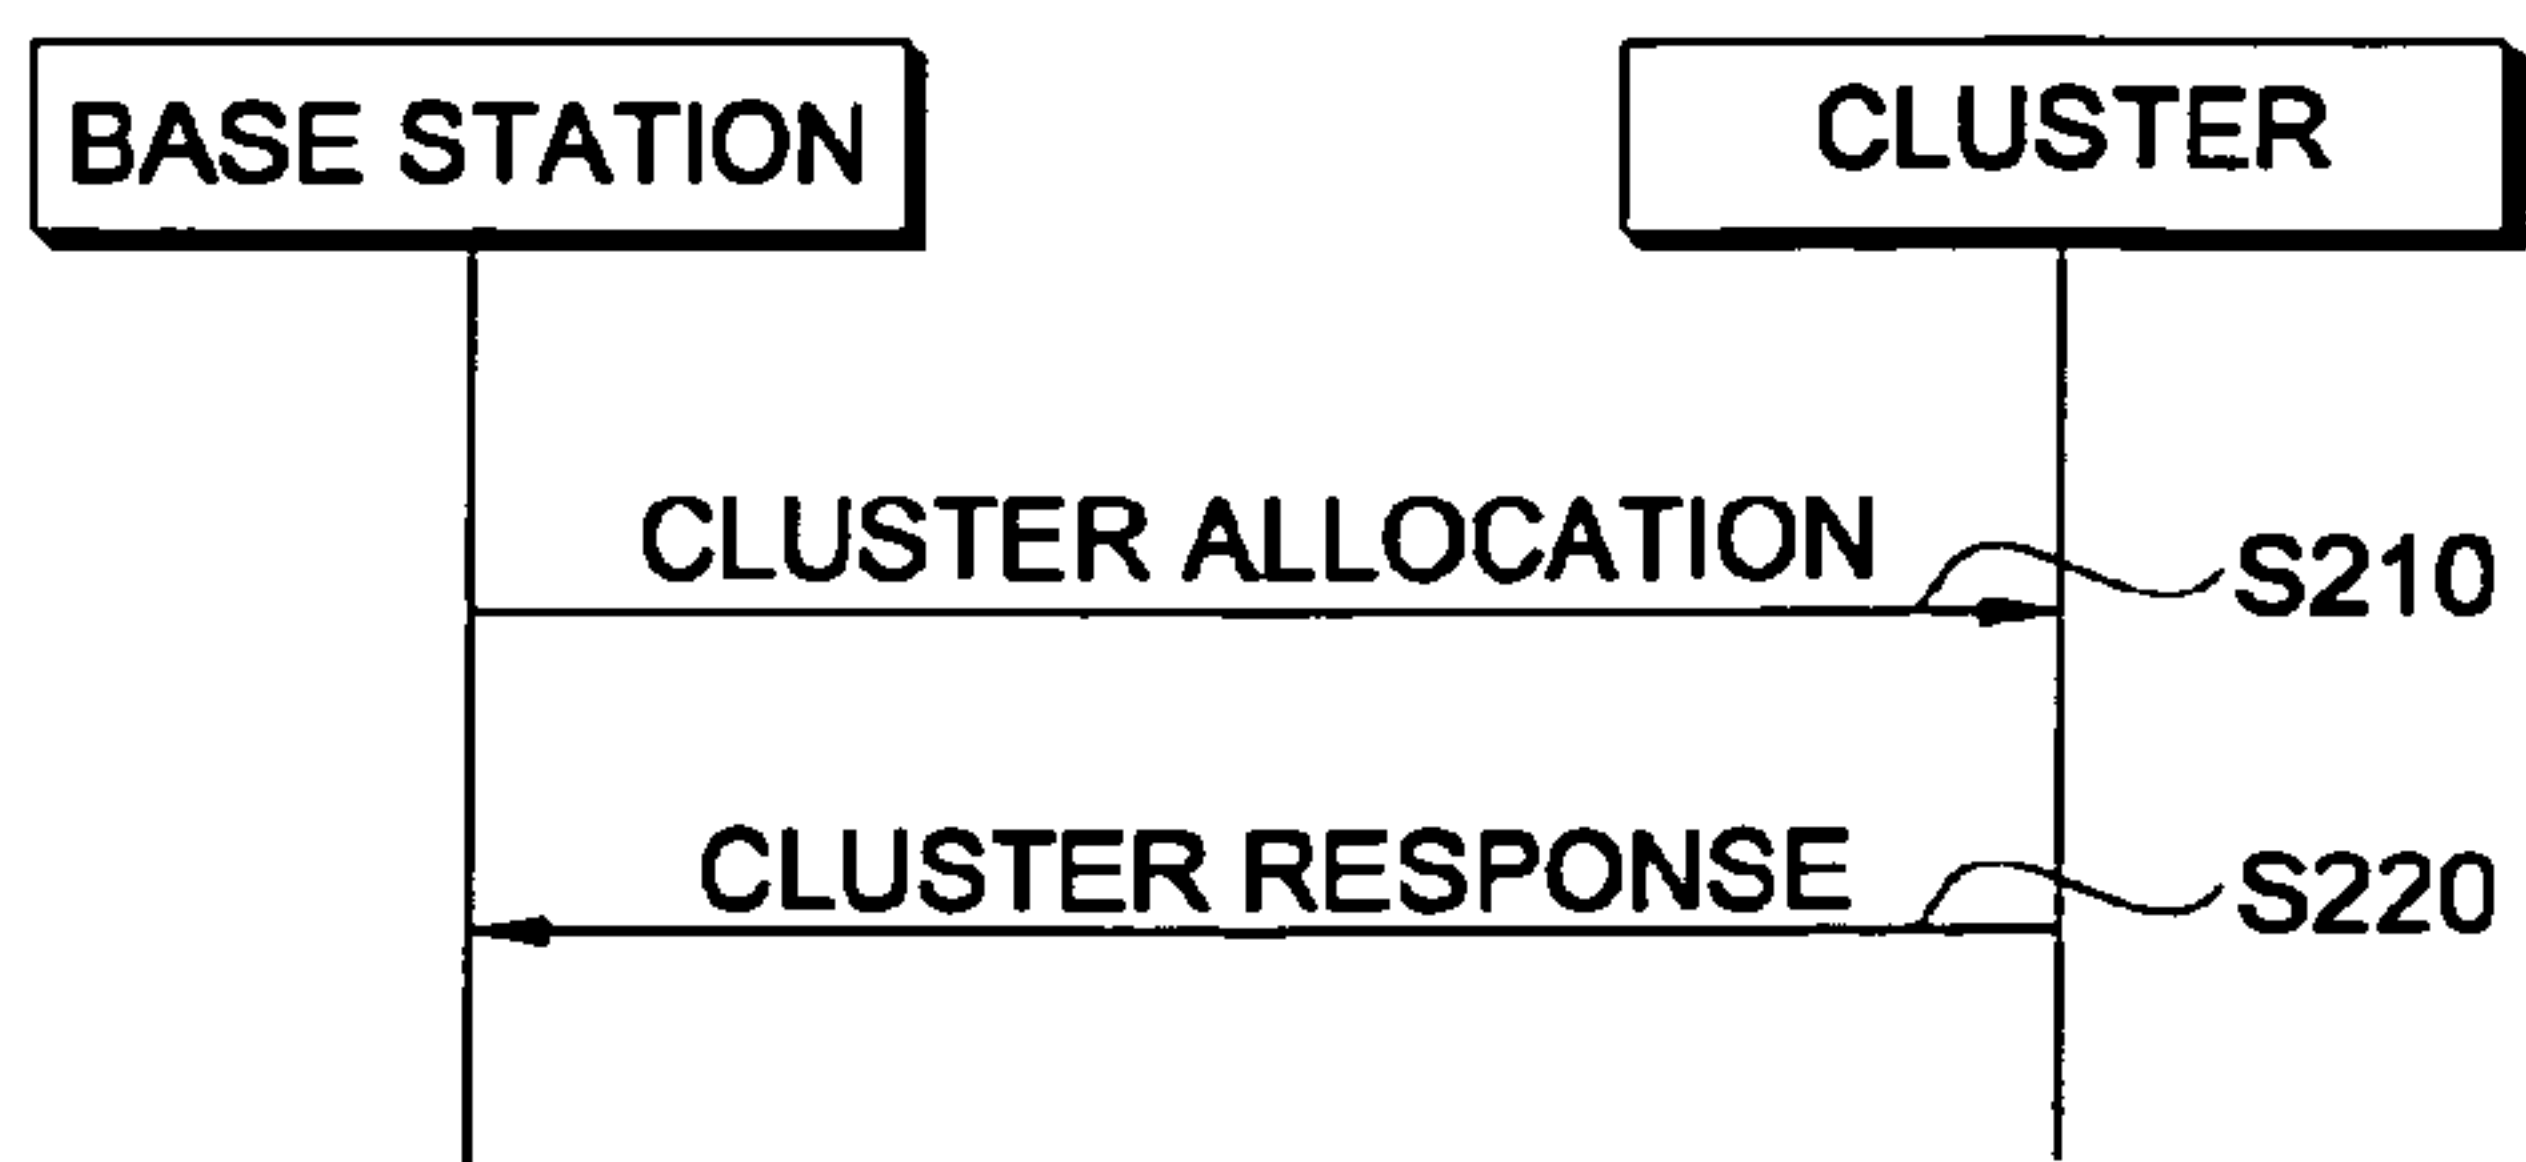 BASE STATION
CLUSTER
CLUSTER ALLOCATION
S210
CLUSTER RESPONSE
S220